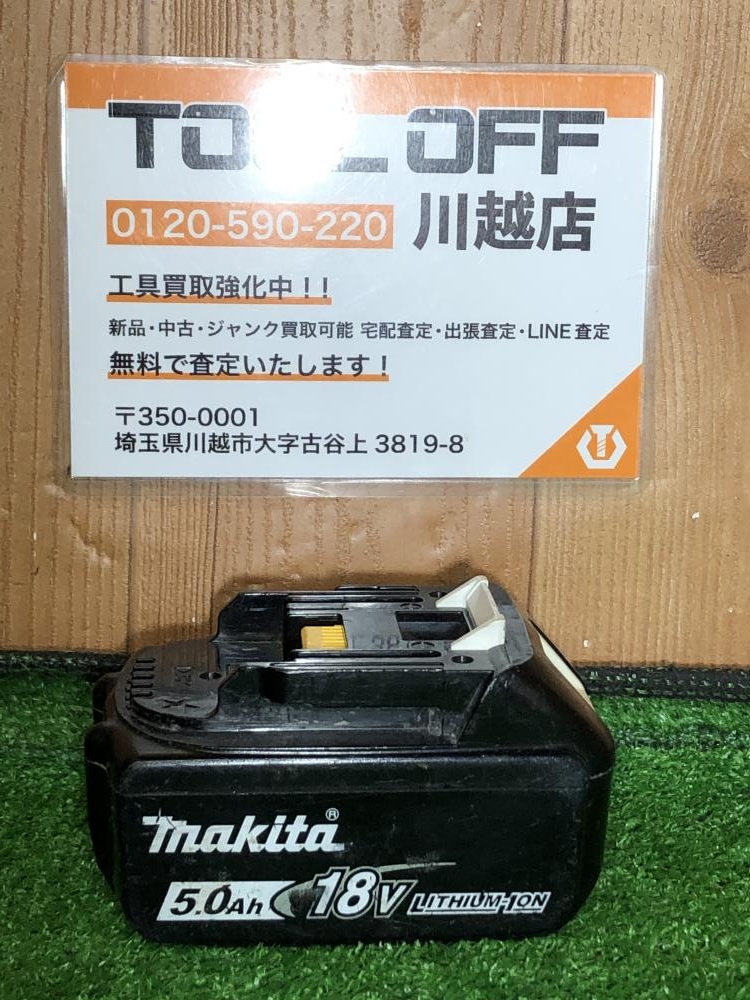 TOOL OFF
0120-590-220 川越店
工具買取強化中！！
新品・中古・ジャンク買取可能 宅配査定・出張査定・LINE査定
無料で査定いたします！
〒350-0001
埼玉県川越市大字古谷上 3819-8
makita®
5.0Ah 18V LITHIUM-ION